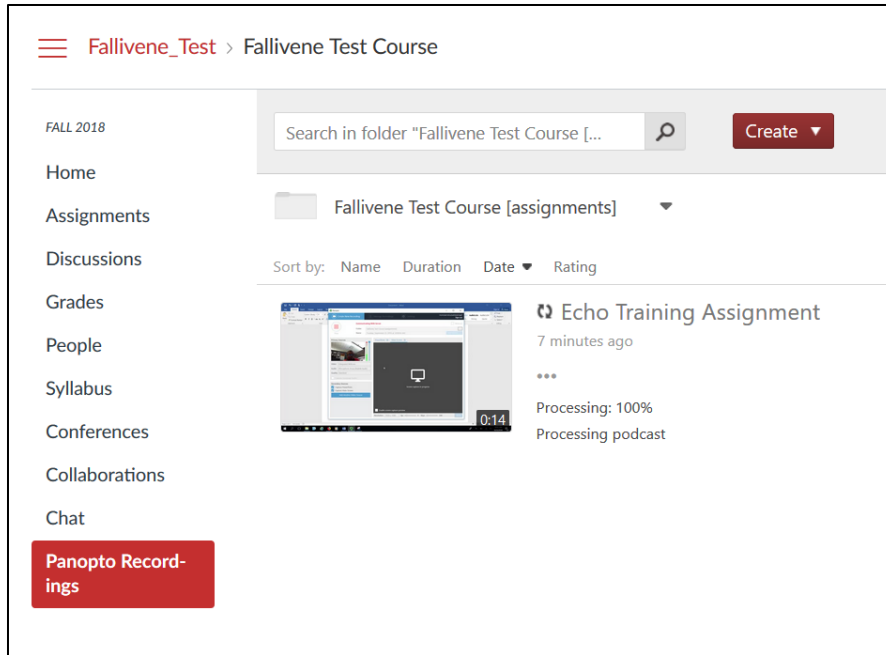 Fallivene_Test › Fallivene Test Course
FALL 2018
Home
Assignments
Discussions
Grades
People
Syllabus
Conferences
Collaborations
Chat
Panopto Record-
ings
Search in folder "Fallivene Test Course [...
Create
Fallivene Test Course [assignments]
Sort by: Name Duration Date Rating
Echo Training Assignment
7 minutes ago
•••
Processing: 100%
Processing podcast
0:14